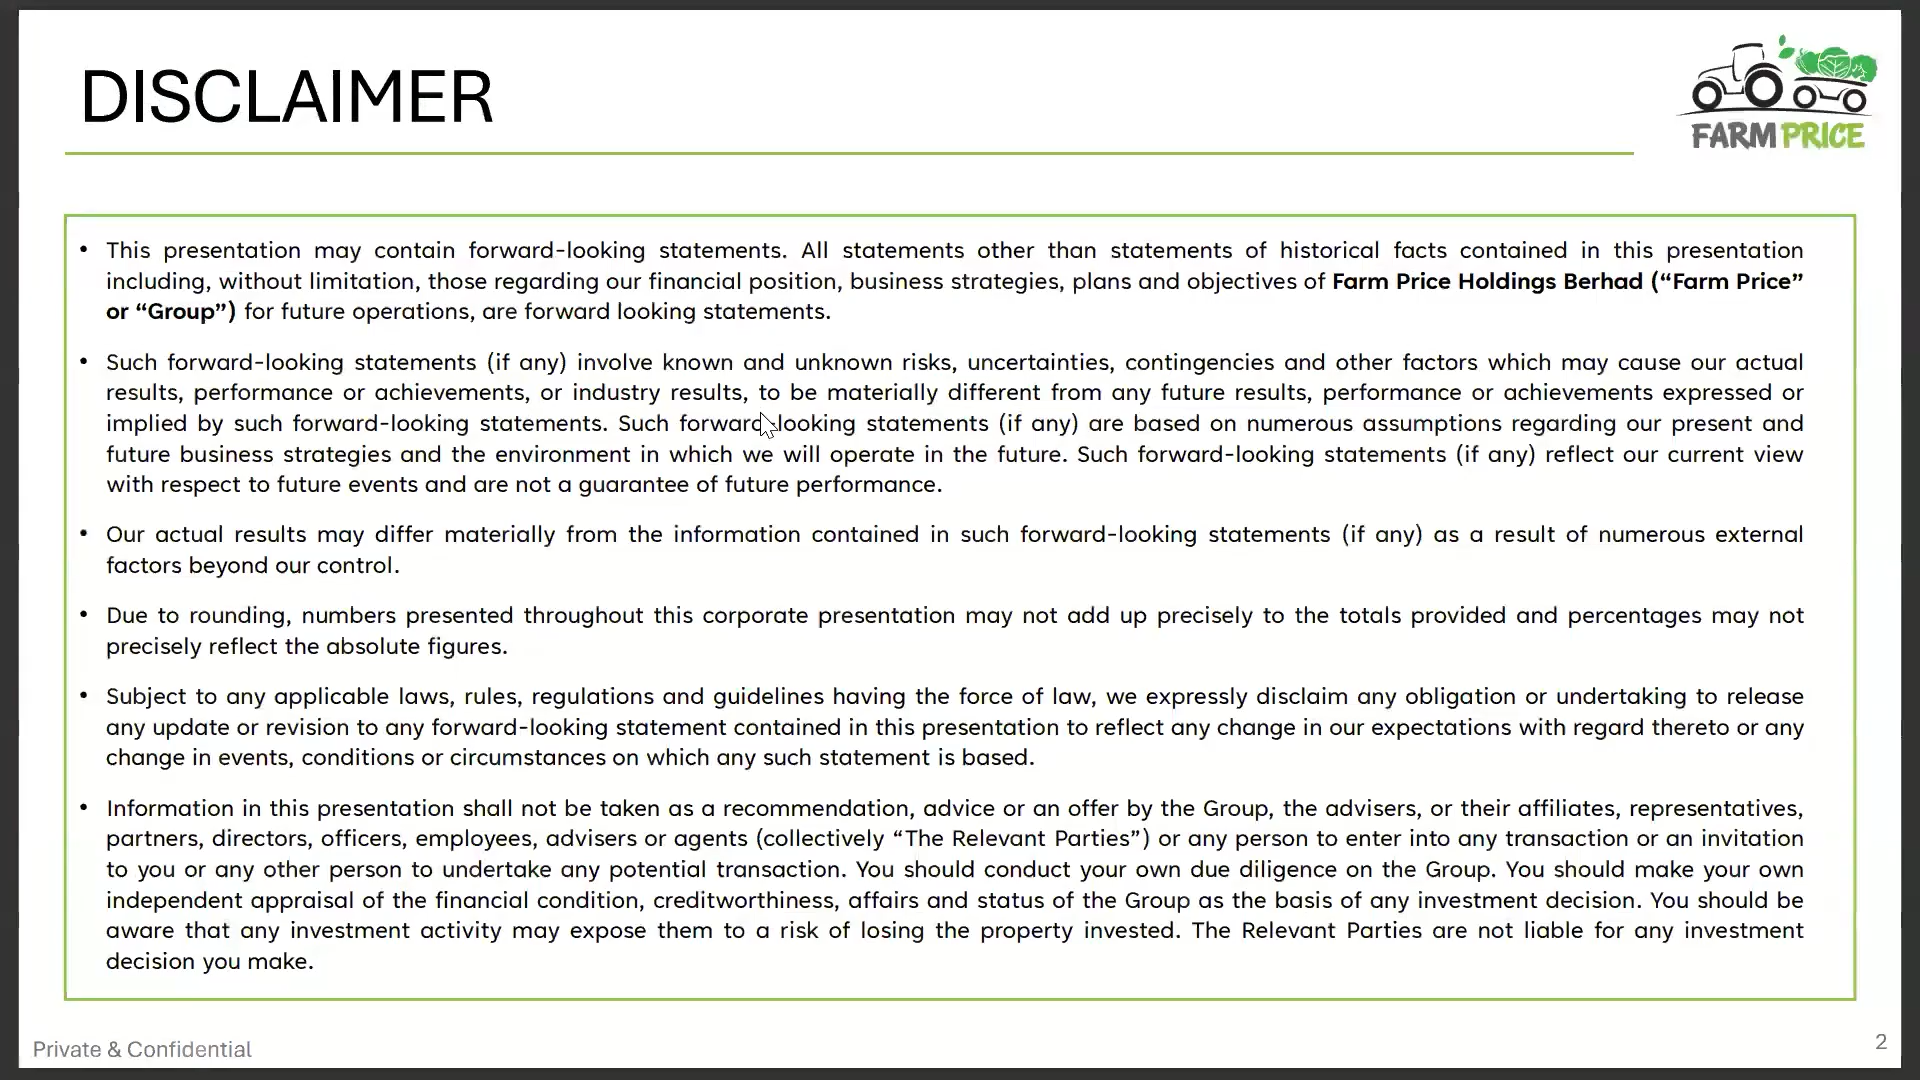 DISCLAIMER
FARM PRICE
• This presentation may contain forward-looking statements. All statements other than statements of historical facts contained in this presentation
including, without limitation, those regarding our financial position, business strategies, plans and objectives of Farm Price Holdings Berhad (“Farm Price”
or “Group”) for future operations, are forward looking statements.
• Such forward-looking statements (if any) involve known and unknown risks, uncertainties, contingencies and other factors which may cause our actual
results, performance or achievements, or industry results, to be materially different from any future results, performance or achievements expressed or
implied by such forward-looking statements. Such forward-looking statements (if any) are based on numerous assumptions regarding our present and
future business strategies and the environment in which we will operate in the future. Such forward-looking statements (if any) reflect our current view
with respect to future events and are not a guarantee of future performance.
• Our actual results may differ materially from the information contained in such forward-looking statements (if any) as a result of numerous external
factors beyond our control.
• Due to rounding, numbers presented throughout this corporate presentation may not add up precisely to the totals provided and percentages may not
precisely reflect the absolute figures.
• Subject to any applicable laws, rules, regulations and guidelines having the force of law, we expressly disclaim any obligation or undertaking to release
any update or revision to any forward-looking statement contained in this presentation to reflect any change in our expectations with regard thereto or any
change in events, conditions or circumstances on which any such statement is based.
• Information in this presentation shall not be taken as a recommendation, advice or an offer by the Group, the advisers, or their affiliates, representatives,
partners, directors, officers, employees, advisers or agents (collectively “The Relevant Parties”) or any person to enter into any transaction or an invitation
to you or any other person to undertake any potential transaction. You should conduct your own due diligence on the Group. You should make your own
independent appraisal of the financial condition, creditworthiness, affairs and status of the Group as the basis of any investment decision. You should be
aware that any investment activity may expose them to a risk of losing the property invested. The Relevant Parties are not liable for any investment
decision you make.
Private & Confidential
2